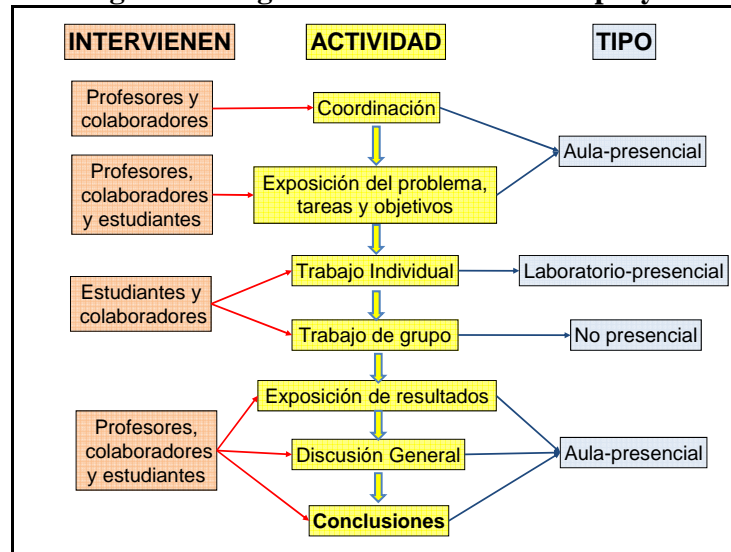 INTERVIENEN
ACTIVIDAD
TIPO
Profesores y
colaboradores
Coordinación
Aula-presencial
Profesores,
colaboradores
y estudiantes
Exposición del problema,
tareas y objetivos
Estudiantes y
colaboradores
Trabajo Individual
Laboratorio-presencial
Trabajo de grupo
No presencial
Profesores,
colaboradores
y estudiantes
Exposición de resultados
Discusión General
Conclusiones
Aula-presencial